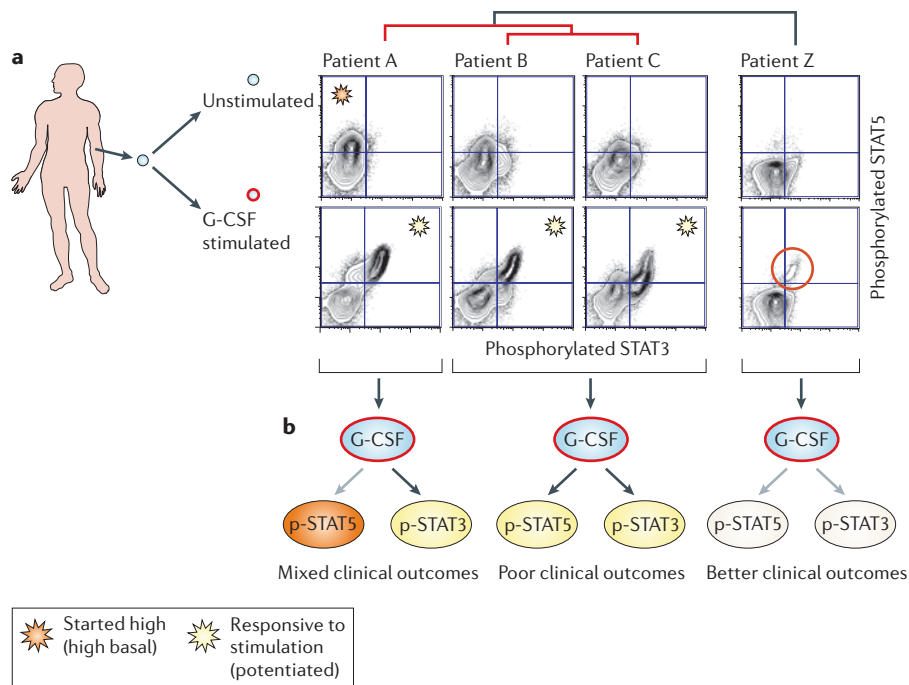 a
Patient A
Patient B
Patient C
Patient Z
Unstimulated
G-CSF
stimulated
Phosphorylated STAT5
Phosphorylated STAT3
b
G-CSF
G-CSF
G-CSF
p-STAT5
p-STAT3
p-STAT5
p-STAT3
p-STAT5
p-STAT3
Mixed clinical outcomes
Poor clinical outcomes
Better clinical outcomes
Started high
(high basal)
Responsive to
stimulation
(potentiated)